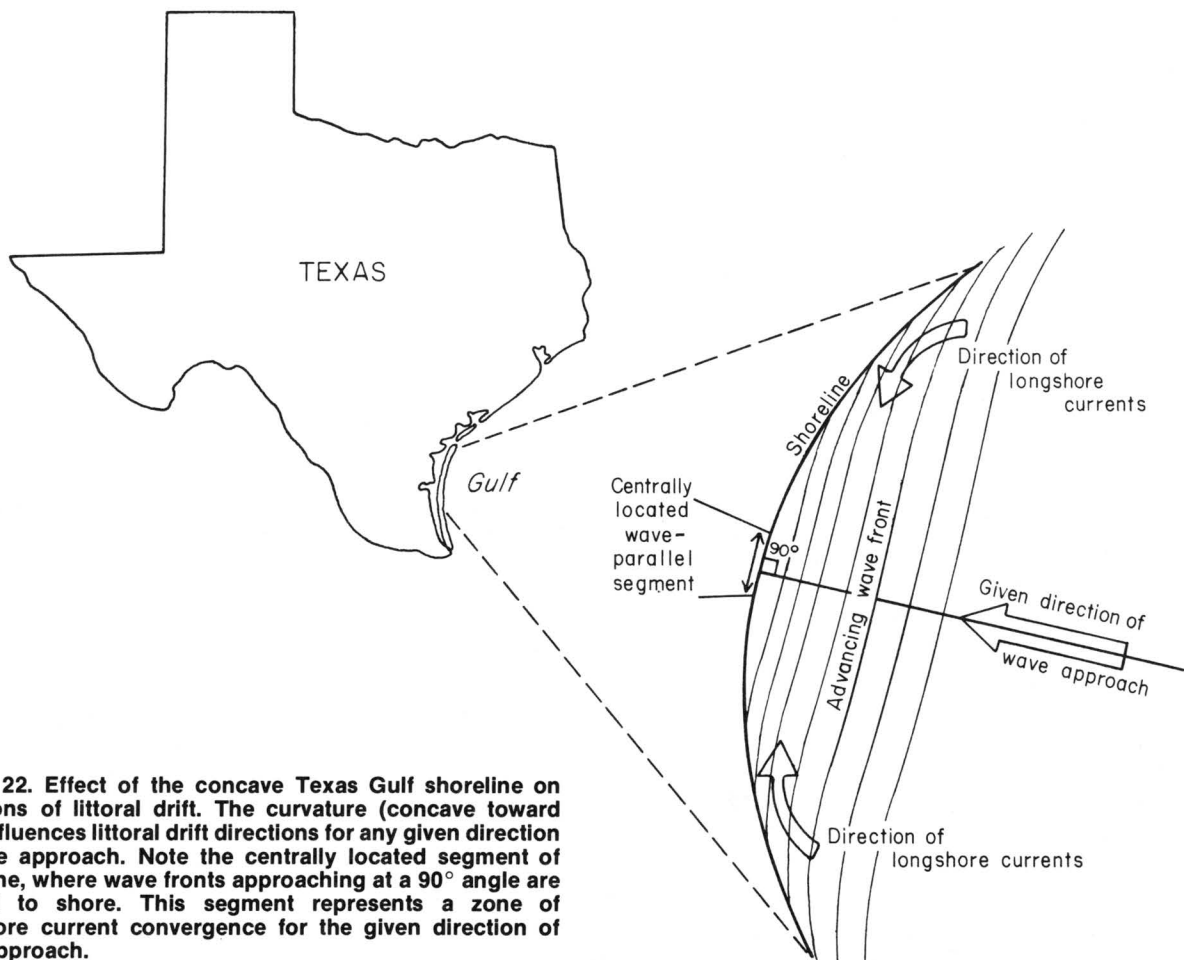 TEXAS
Gulf
Shoreline
Direction of
longshore
currents
Centrally
located
wave-
parallel
segment
90°
Advancing wave front
Given direction of
wave approach
Direction of
longshore currents
22. Effect of the concave Texas Gulf shoreline on
ons of littoral drift. The curvature (concave toward
fluences littoral drift directions for any given direction
e approach. Note the centrally located segment of
ne, where wave fronts approaching at a 90° angle are
to shore. This segment represents a zone of
ore current convergence for the given direction of
pproach.